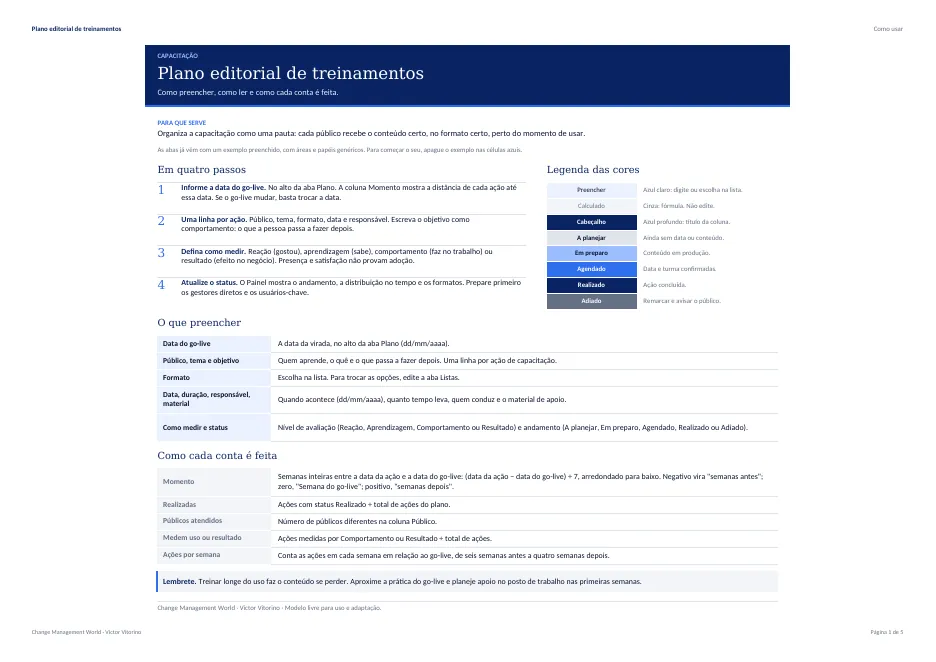 Plano editorial de treinamentos
Como usar
CAPACITAÇÃO
Plano editorial de treinamentos
Como preencher, como ler e como cada conta é feita.
PARA QUE SERVE
Organiza a capacitação como uma pauta: cada público recebe o conteúdo certo, no formato certo, perto do momento de usar.
As abas já vêm com um exemplo preenchido, com áreas e papéis genéricos. Para começar o seu, apague o exemplo nas células azuis.
Em quatro passos
1
Informe a data do go-live. No alto da aba Plano. A coluna Momento mostra a distância de cada ação até
essa data. Se o go-live mudar, basta trocar a data.
2
Uma linha por ação. Público, tema, formato, data e responsável. Escreva o objetivo como
comportamento: o que a pessoa passa a fazer depois.
3
Defina como medir. Reação (gostou), aprendizagem (sabe), comportamento (faz no trabalho) ou
resultado (efeito no negócio). Presença e satisfação não provam adoção.
4
Atualize o status. O Painel mostra o andamento, a distribuição no tempo e os formatos. Prepare primeiro
os gestores diretos e os usuários-chave.
Legenda das cores
Preencher
Azul claro: digite ou escolha na lista.
Calculado
Cinza: fórmula. Não edite.
Cabeçalho
Azul profundo: título da coluna.
A planejar
Ainda sem data ou conteúdo.
Em preparo
Conteúdo em produção.
Agendado
Data e turma confirmadas.
Realizado
Ação concluída.
Adiado
Remarcar e avisar o público.
O que preencher
Data do go-live
A data da virada, no alto da aba Plano (dd/mm/aaaa).
Público, tema e objetivo
Quem aprende, o quê e o que passa a fazer depois. Uma linha por ação de capacitação.
Formato
Escolha na lista. Para trocar as opções, edite a aba Listas.
Data, duração, responsável,
material
Quando acontece (dd/mm/aaaa), quanto tempo leva, quem conduz e o material de apoio.
Como medir e status
Nível de avaliação (Reação, Aprendizagem, Comportamento ou Resultado) e andamento (A planejar, Em preparo, Agendado, Realizado ou Adiado).
Como cada conta é feita
Momento
Semanas inteiras entre a data da ação e a data do go-live: (data da ação − data do go-live) ÷ 7, arredondado para baixo. Negativo vira "semanas antes";
zero, "Semana do go-live"; positivo, "semanas depois".
Realizadas
Ações com status Realizado ÷ total de ações do plano.
Públicos atendidos
Número de públicos diferentes na coluna Público.
Medem uso ou resultado
Ações medidas por Comportamento ou Resultado ÷ total de ações.
Ações por semana
Conta as ações em cada semana em relação ao go-live, de seis semanas antes a quatro semanas depois.
Lembrete. Treinar longe do uso faz o conteúdo se perder. Aproxime a prática do go-live e planeje apoio no posto de trabalho nas primeiras semanas.
Change Management World · Victor Vitorino · Modelo livre para uso e adaptação.
Change Management World · Victor Vitorino
Página 1 de 5